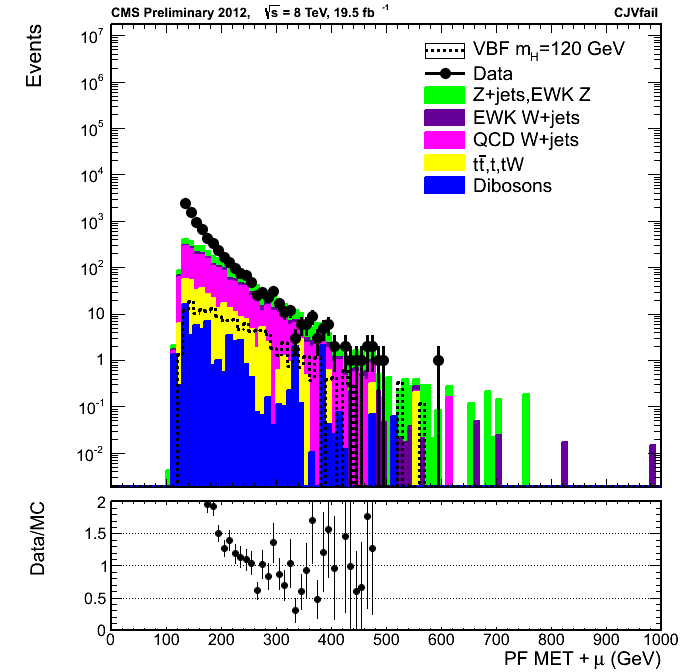 CMS Preliminary 2012, √s = 8 TeV, 19.5 fb⁻¹ CJVfail
Events
10⁷
10⁶
10⁵
10⁴
10³
10²
10
1
10⁻¹
10⁻²
VBF m_H=120 GeV
Data
Z+jets,EWK Z
EWK W+jets
QCD W+jets
tt̄,t,tW
Dibosons
Data/MC
2
1.5
1
0.5
0
0 100 200 300 400 500 600 700 800 900 1000
PF MET + μ (GeV)